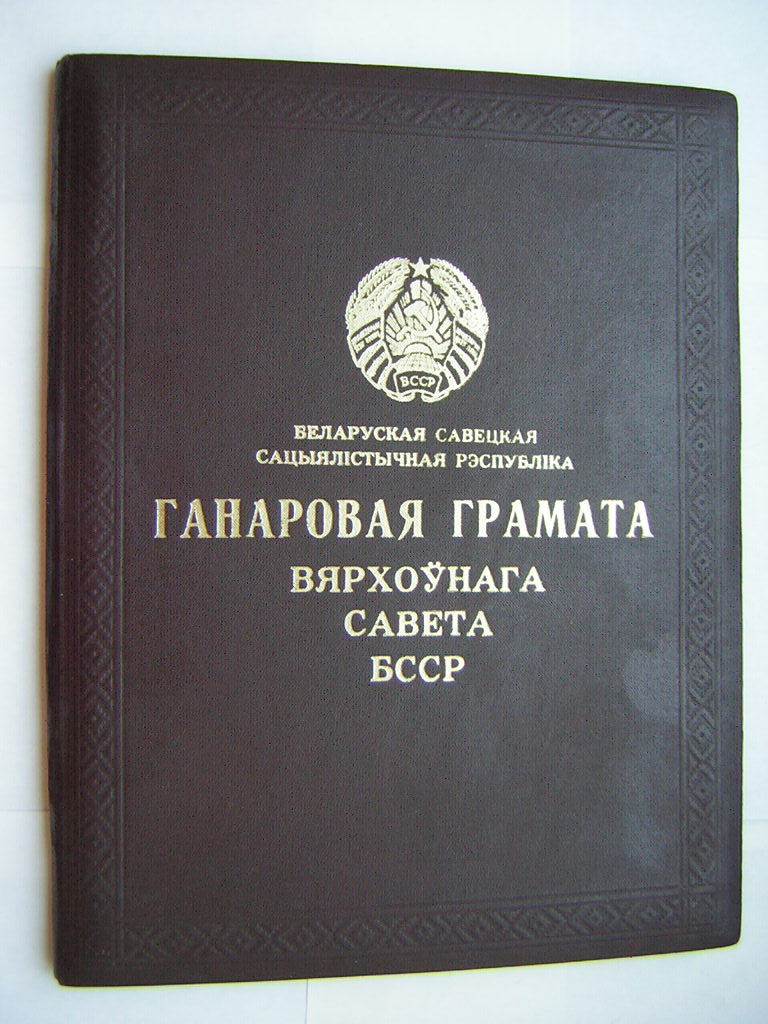 БССР
БЕЛАРУСКАЯ САВЕЦКАЯ
САЦЫЯЛІСТЫЧНАЯ РЭСПУБЛІКА
ГАНАРОВАЯ ГРАМАТА
ВЯРХОЎНАГА
САВЕТА
БССР